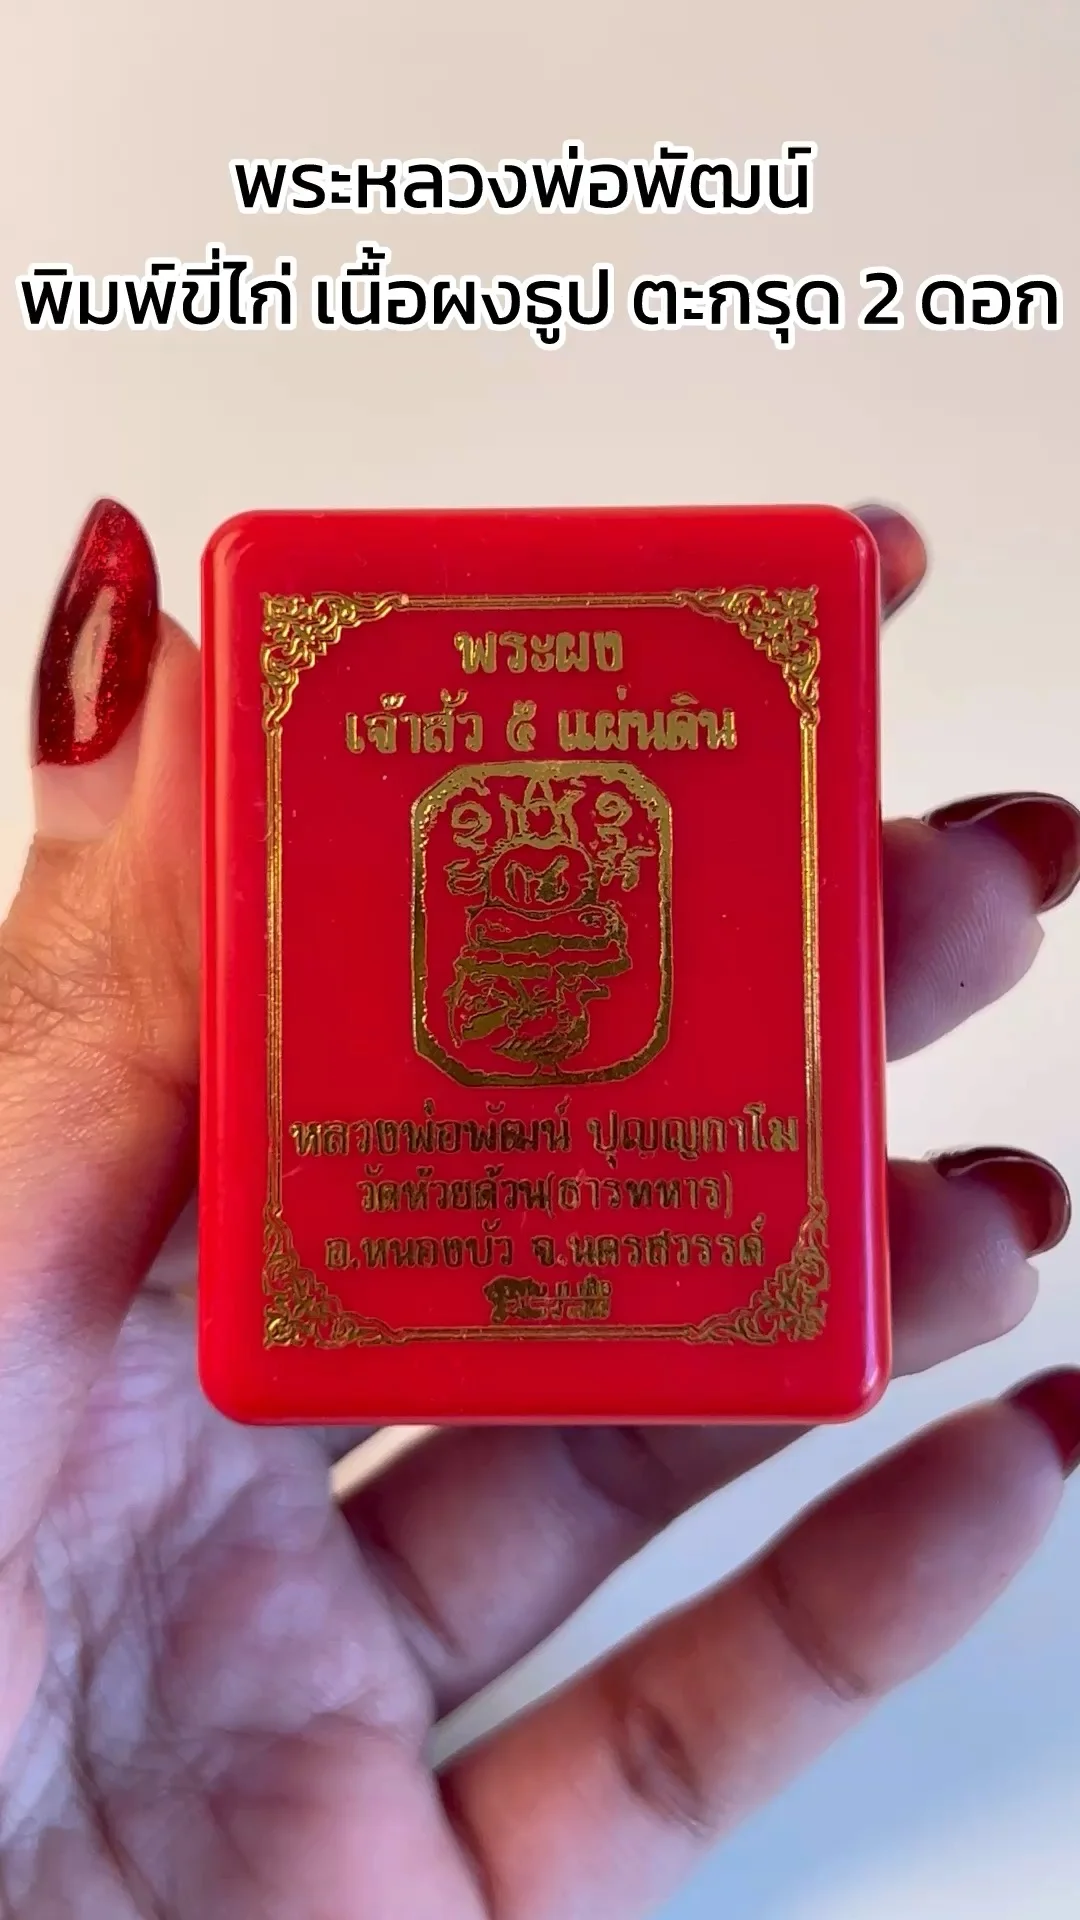 พระหลวงพ่อพัฒน์
พิมพ์ขี่ไก่ เนื้อผงธูป ตะกรุด 2 ดอก
พระผง
เจ้าสัว ๕ แผ่นดิน
หลวงพ่อพัฒน์ ปุญญกาโม
วัดห้วยด้วน(ธารทหาร)
อ.หนองบัว จ.นครสวรรค์